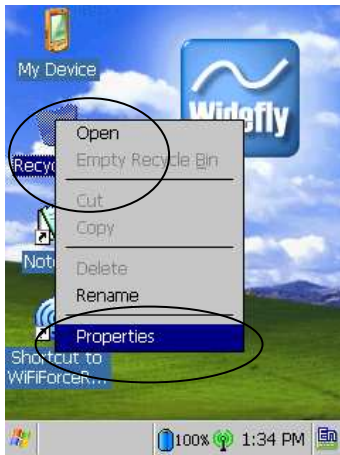 My Device
Widefly
Open
Empty Recycle Bin
Recyc
Cut
Copy
Note
Delete
Rename
Properties
Shortcut to
WiFiForceR...
100% 1:34 PM En